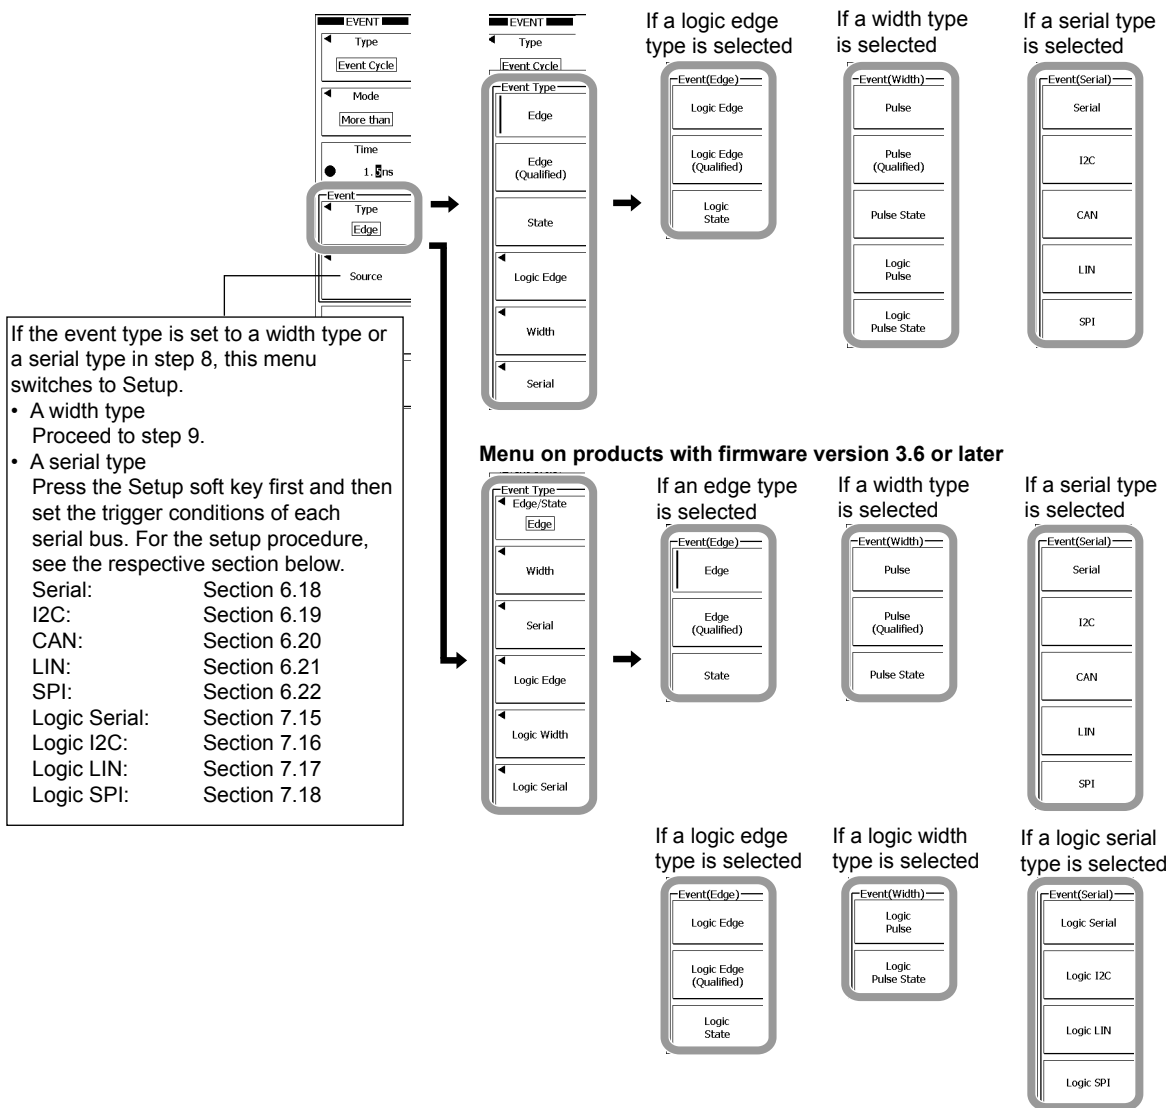 EVENT
Type
Event Cycle
Mode
More than
Time
1.5ns
Event
Type
Edge
Source
If the event type is set to a width type or
a serial type in step 8, this menu
switches to Setup.
• A width type
Proceed to step 9.
• A serial type
Press the Setup soft key first and then
set the trigger conditions of each
serial bus. For the setup procedure,
see the respective section below.
Serial: Section 6.18
I2C: Section 6.19
CAN: Section 6.20
LIN: Section 6.21
SPI: Section 6.22
Logic Serial: Section 7.15
Logic I2C: Section 7.16
Logic LIN: Section 7.17
Logic SPI: Section 7.18
EVENT
Type
Event Cycle
Event Type
Edge
Edge
(Qualified)
State
Logic Edge
Width
Serial
If a logic edge
type is selected
Event(Edge)
Logic Edge
Logic Edge
(Qualified)
Logic
State
If a width type
is selected
Event(Width)
Pulse
Pulse
(Qualified)
Pulse State
Logic
Pulse
Logic
Pulse State
If a serial type
is selected
Event(Serial)
Serial
I2C
CAN
LIN
SPI
Menu on products with firmware version 3.6 or later
Event Type
Edge/State
Edge
Width
Serial
Logic Edge
Logic Width
Logic Serial
If an edge type
is selected
Event(Edge)
Edge
Edge
(Qualified)
State
If a width type
is selected
Event(Width)
Pulse
Pulse
(Qualified)
Pulse State
If a serial type
is selected
Event(Serial)
Serial
I2C
CAN
LIN
SPI
If a logic edge
type is selected
Event(Edge)
Logic Edge
Logic Edge
(Qualified)
Logic
State
If a logic width
type is selected
Event(Width)
Logic
Pulse
Logic
Pulse State
If a logic serial
type is selected
Event(Serial)
Logic Serial
Logic I2C
Logic LIN
Logic SPI